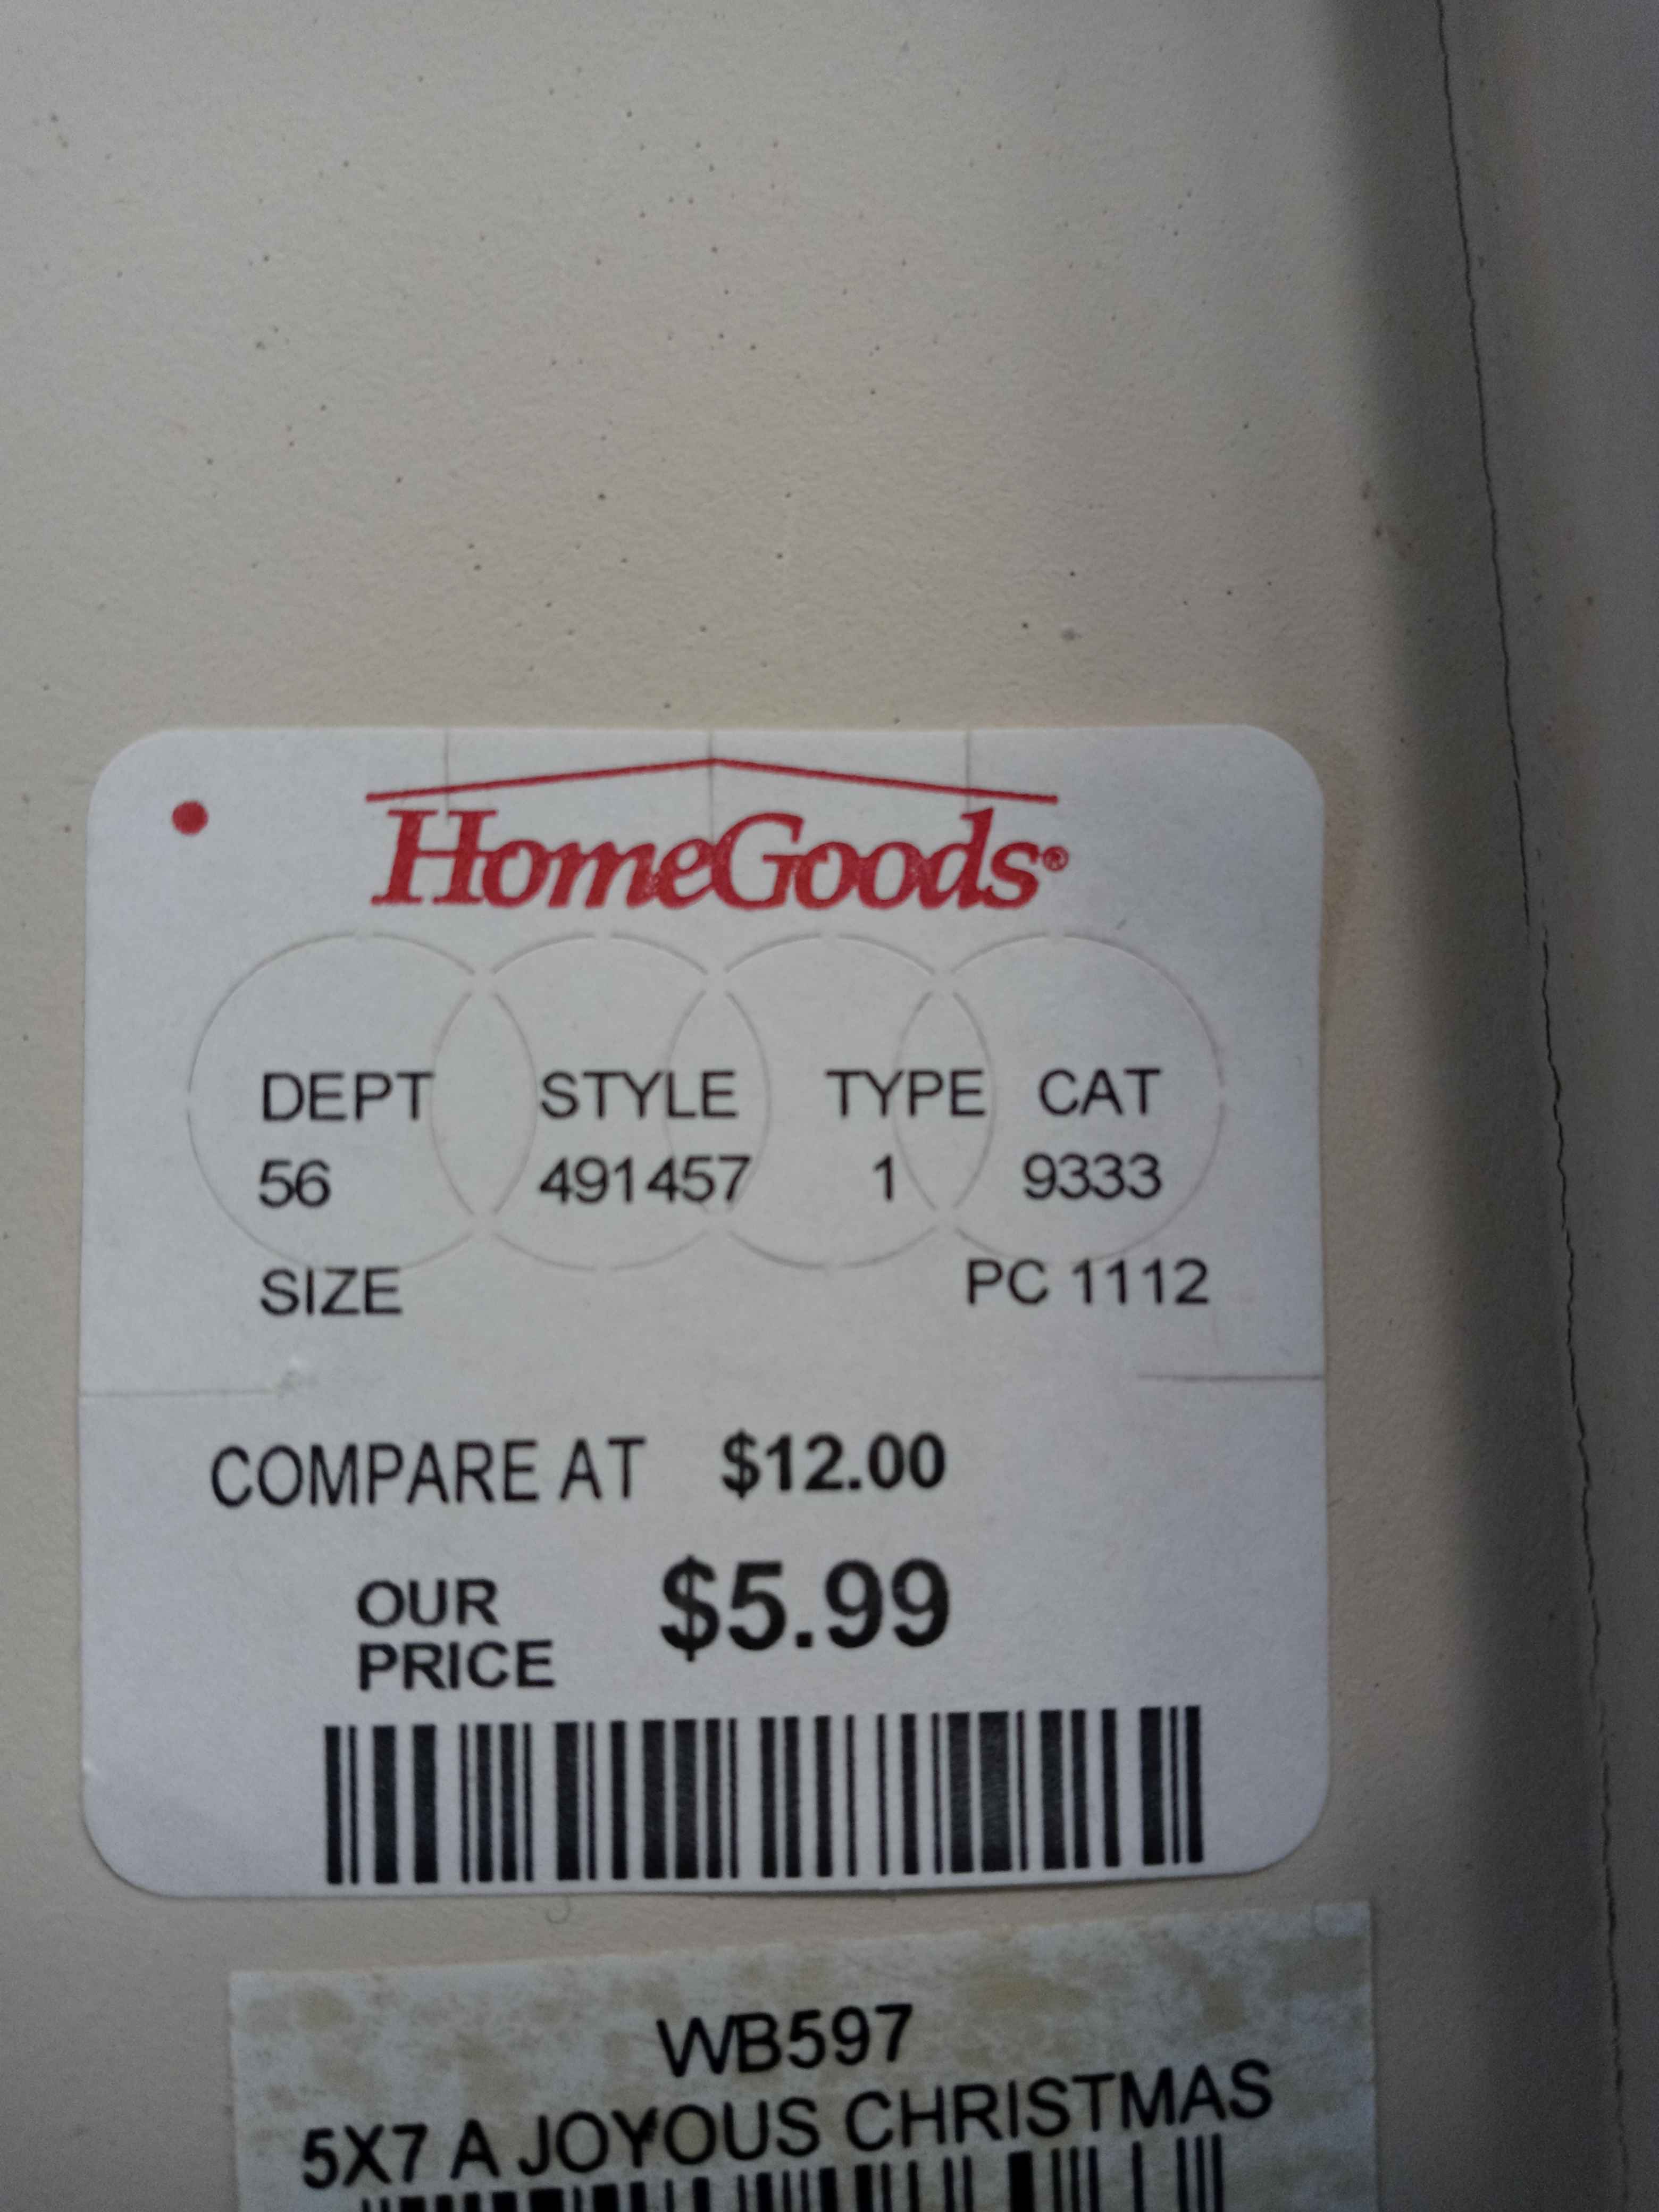 HomeGoods®
DEPT STYLE TYPE CAT
56 491457 1 9333
SIZE PC 1112
COMPARE AT $12.00
OUR PRICE $5.99
WB597
5X7 A JOYOUS CHRISTMAS